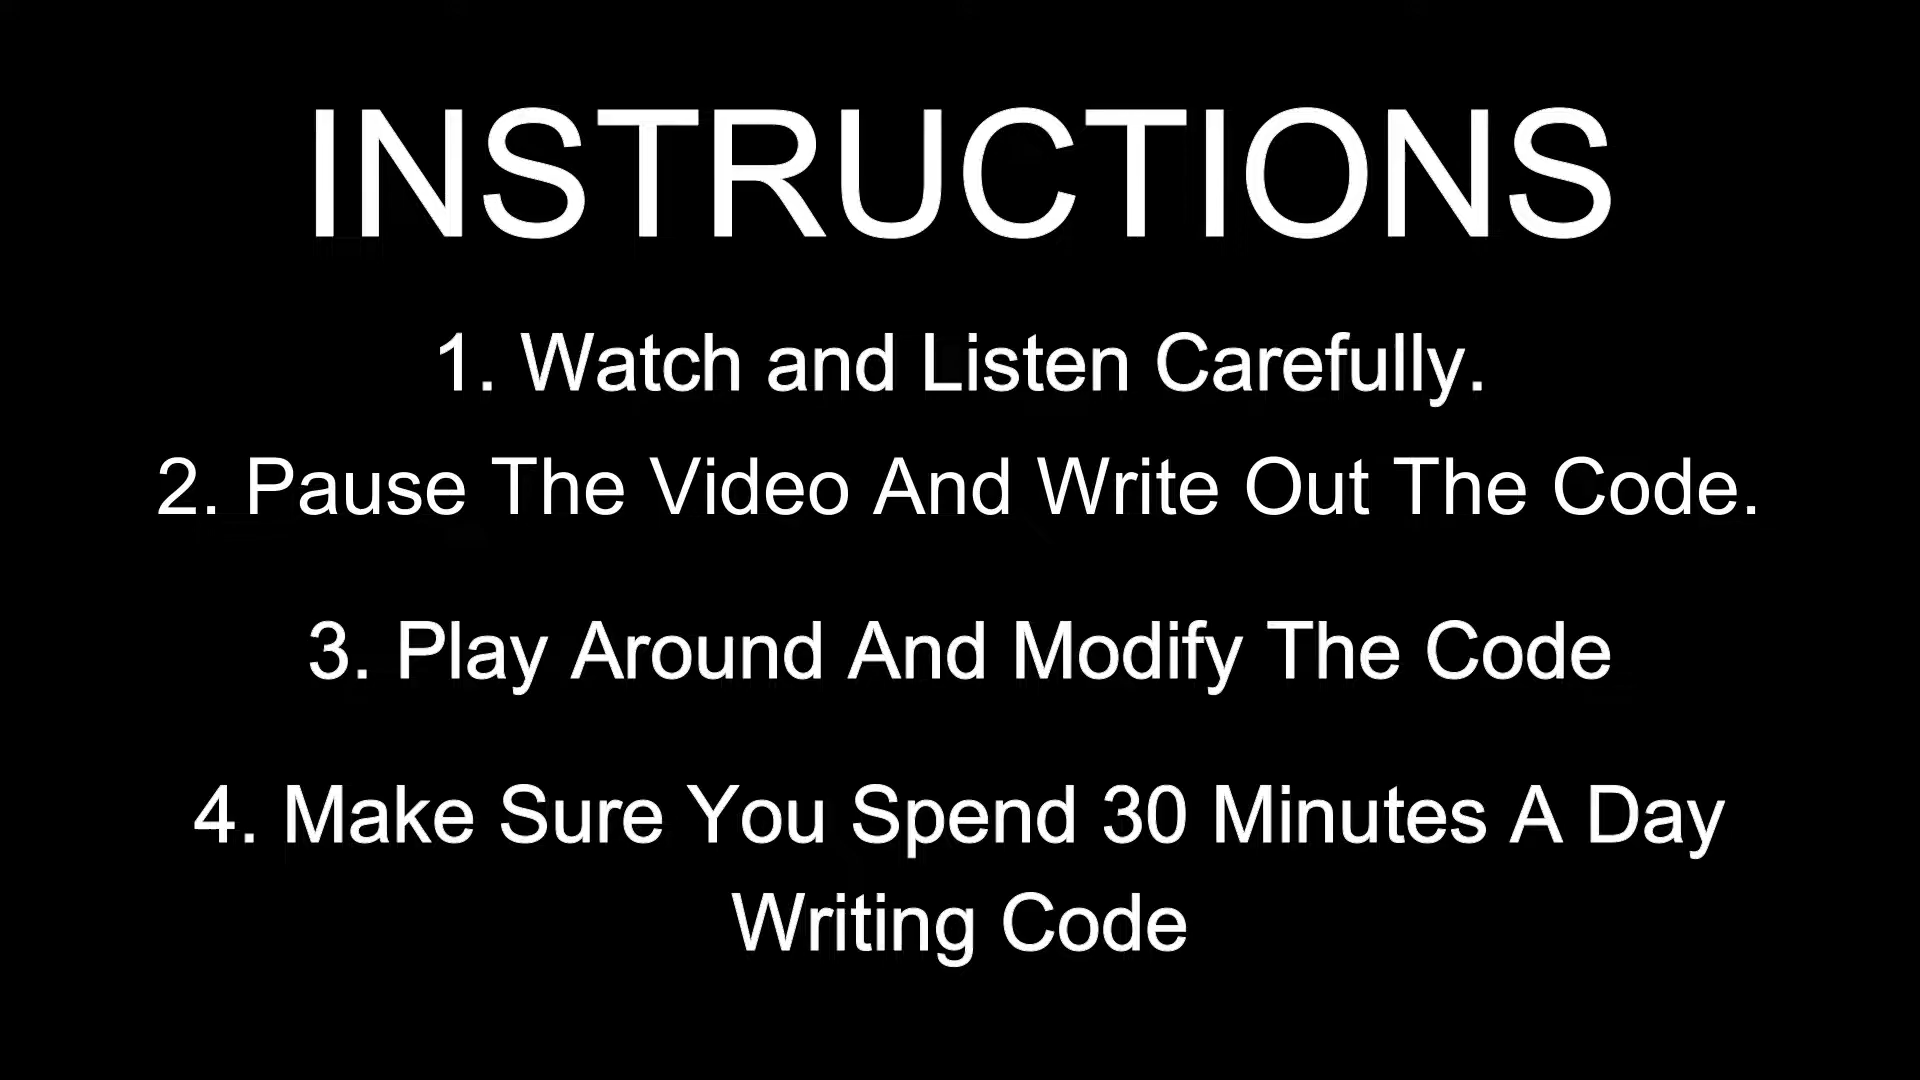 INSTRUCTIONS
1. Watch and Listen Carefully.
2. Pause The Video And Write Out The Code.
3. Play Around And Modify The Code
4. Make Sure You Spend 30 Minutes A Day
Writing Code